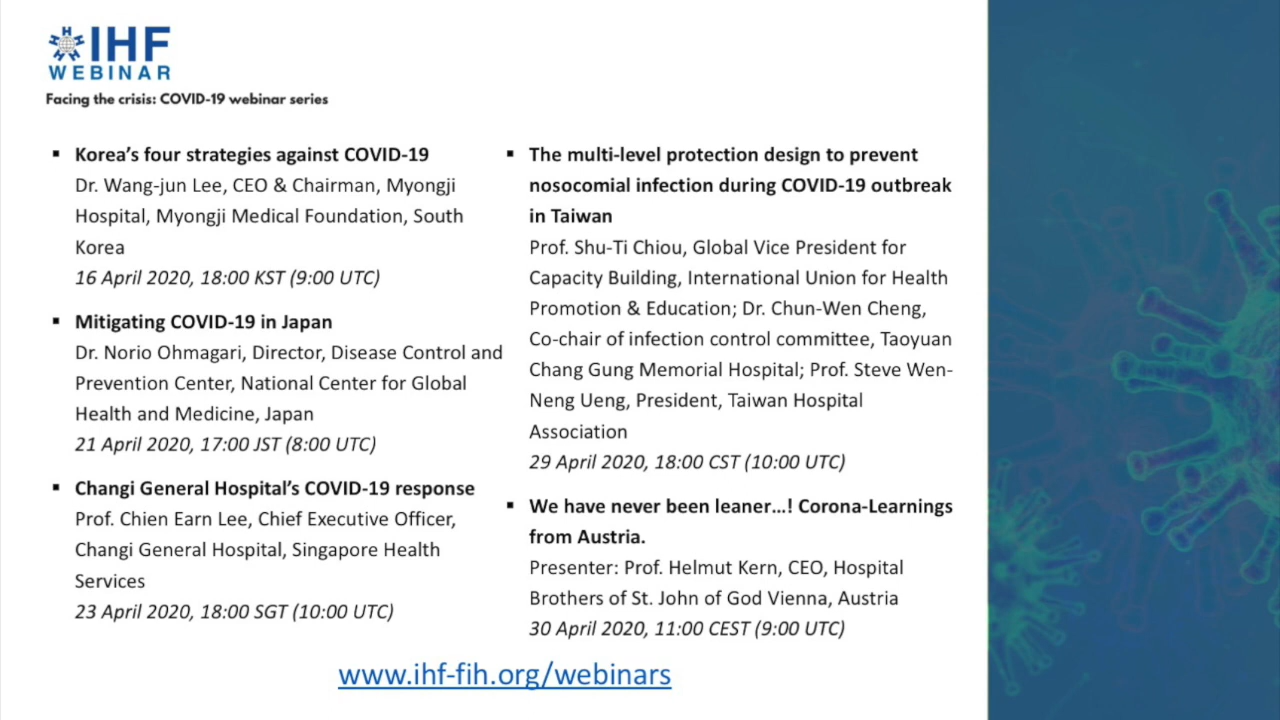 IHF
WEBINAR
Facing the crisis: COVID-19 webinar series
▪ Korea’s four strategies against COVID-19
Dr. Wang-jun Lee, CEO & Chairman, Myongji
Hospital, Myongji Medical Foundation, South
Korea
16 April 2020, 18:00 KST (9:00 UTC)
▪ Mitigating COVID-19 in Japan
Dr. Norio Ohmagari, Director, Disease Control and
Prevention Center, National Center for Global
Health and Medicine, Japan
21 April 2020, 17:00 JST (8:00 UTC)
▪ Changi General Hospital’s COVID-19 response
Prof. Chien Earn Lee, Chief Executive Officer,
Changi General Hospital, Singapore Health
Services
23 April 2020, 18:00 SGT (10:00 UTC)
▪ The multi-level protection design to prevent
nosocomial infection during COVID-19 outbreak
in Taiwan
Prof. Shu-Ti Chiou, Global Vice President for
Capacity Building, International Union for Health
Promotion & Education; Dr. Chun-Wen Cheng,
Co-chair of infection control committee, Taoyuan
Chang Gung Memorial Hospital; Prof. Steve Wen-
Neng Ueng, President, Taiwan Hospital
Association
29 April 2020, 18:00 CST (10:00 UTC)
▪ We have never been leaner…! Corona-Learnings
from Austria.
Presenter: Prof. Helmut Kern, CEO, Hospital
Brothers of St. John of God Vienna, Austria
30 April 2020, 11:00 CEST (9:00 UTC)
www.ihf-fih.org/webinars